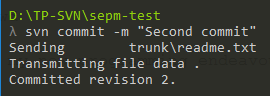 D:\TP-SVN\sepm-test
λ svn commit -m "Second commit"
Sending        trunk\readme.txt
Transmitting file data .
Committed revision 2.